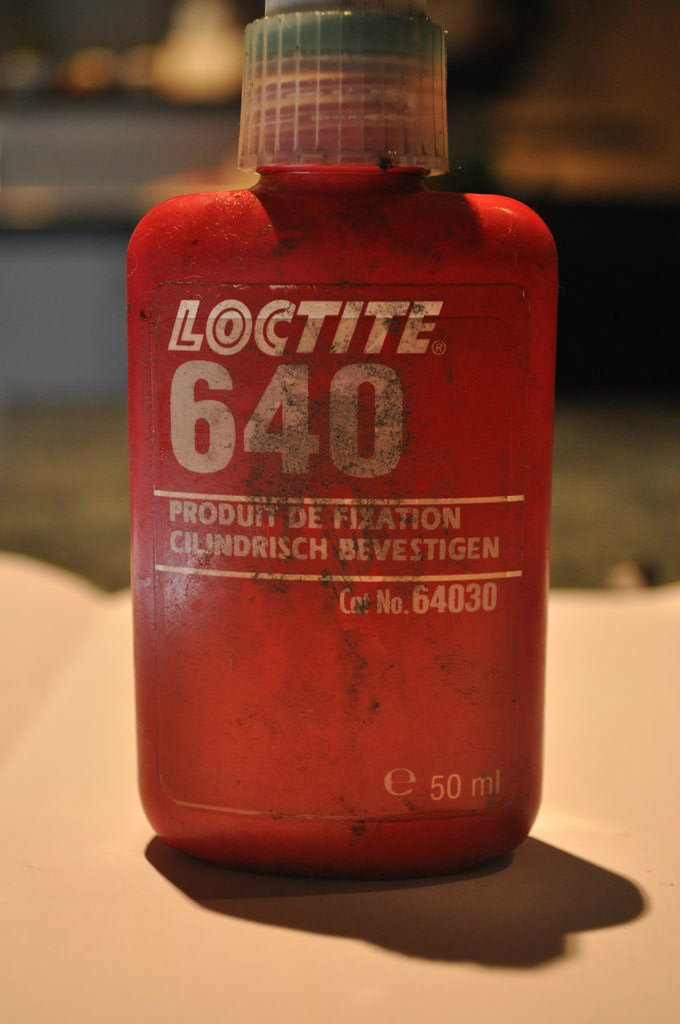 LOCTITE®
640
PRODUIT DE FIXATION
CILINDRISCH BEVESTIGEN
Cat No. 64030
℮ 50 ml